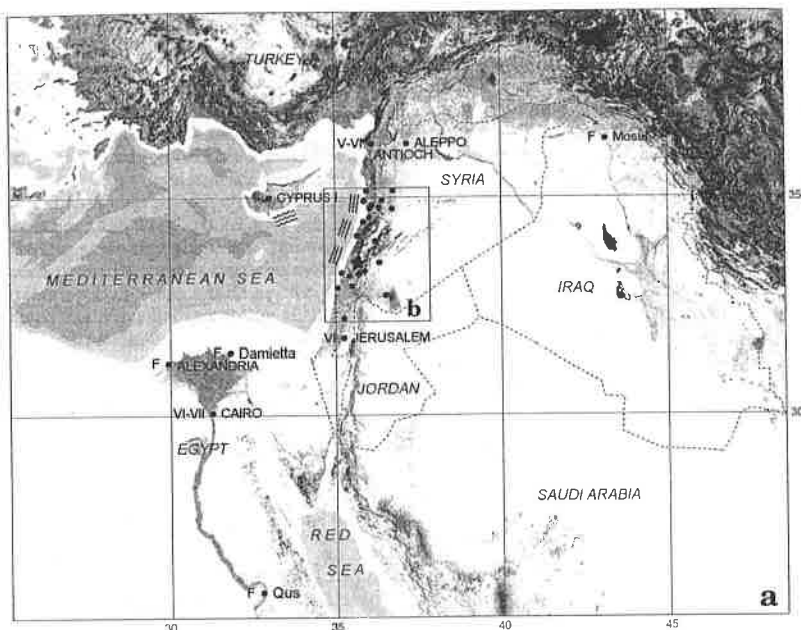 TURKEY
V-VI
V
ALEPPO
ANTIOCH
F Mosul
SYRIA
35
CYPRUS I
MEDITERRANEAN SEA
IRAQ
b
VI JERUSALEM
F Damietta
F ALEXANDRIA
JORDAN
VI-VII CAIRO
30
EGYPT
SAUDI ARABIA
RED
SEA
F Qus
a
30
35
40
45